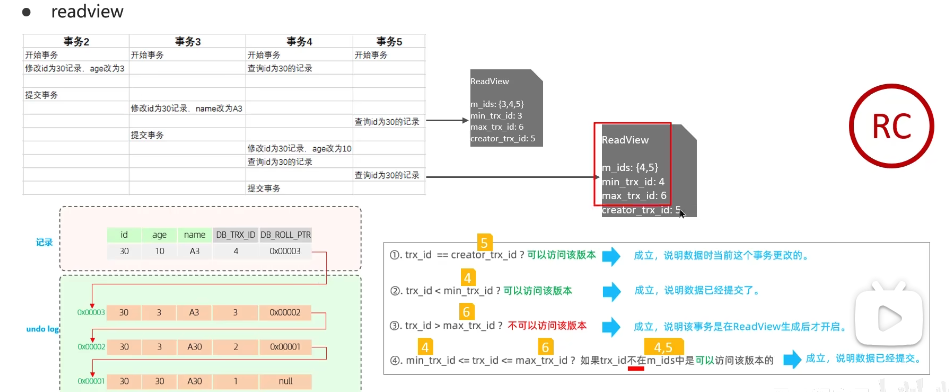 readview
事务2 事务3 事务4 事务5
开始事务 开始事务 开始事务 开始事务
修改id为30记录、age改为3 查询id为30的记录
提交事务
修改id为30记录、name改为A3
查询id为30的记录
提交事务
修改id为30记录、age改为10
查询id为30的记录
查询id为30的记录
提交事务
ReadView
m_ids: {3,4,5}
min_trx_id: 3
max_trx_id: 6
creator_trx_id: 5
ReadView
m_ids: {4,5}
min_trx_id: 4
max_trx_id: 6
creator_trx_id: 5
RC
记录
id age name DB_TRX_ID DB_ROLL_PTR
30 10 A3 4 0x00003
undo log
0x00003 30 3 A3 3 0x00002
0x00002 30 3 A30 2 0x00001
0x00001 30 30 A30 1 null
5
①. trx_id == creator_trx_id ? 可以访问该版本 成立，说明数据时当前这个事务更改的。
4
②. trx_id < min_trx_id ? 可以访问该版本 成立，说明数据已经提交了。
6
③. trx_id > max_trx_id ? 不可以访问该版本 成立，说明该事务是在ReadView生成后才开启。
4 6 4,5
④. min_trx_id <= trx_id <= max_trx_id ? 如果trx_id不在m_ids中是可以访问该版本的 成立，说明数据已经提交。